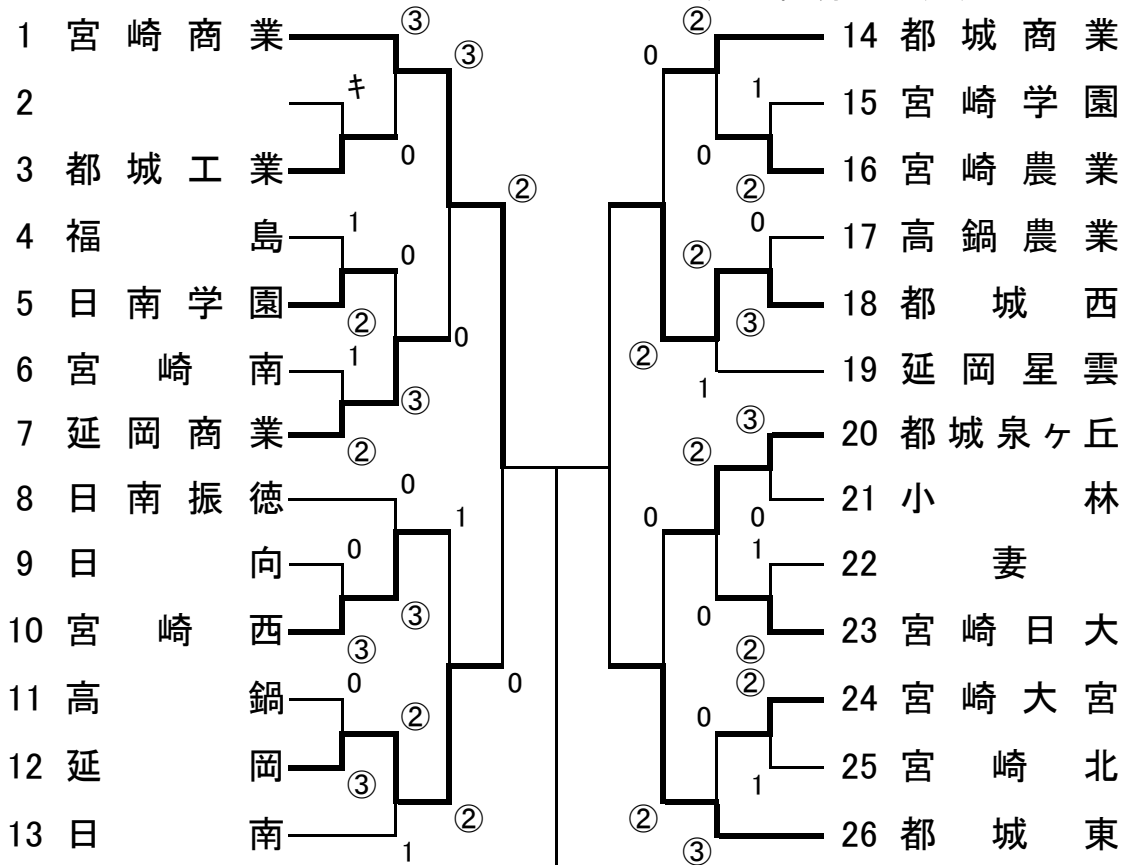 1 宮崎商業 ③ ② 14 都城商業
③ 0
2 キ 1 15 宮崎学園
3 都城工業 0 0 16 宮崎農業
② ②
4 福島 1 0 0 17 高鍋農業
②
5 日南学園 ② ③ 18 都城西
0
6 宮崎南 1 ② 1 19 延岡星雲
7 延岡商業 ② ③ ③ 20 都城泉ヶ丘
②
8 日南振徳 0 21 小林
1 0 0
9 日向 0 1 22 妻
10 宮崎西 ③ ③ 0 ② 23 宮崎日大
11 高鍋 0 0 ② 24 宮崎大宮
② 0
12 延岡 ③ 1 25 宮崎北
13 日南 1 ② ② ③ 26 都城東